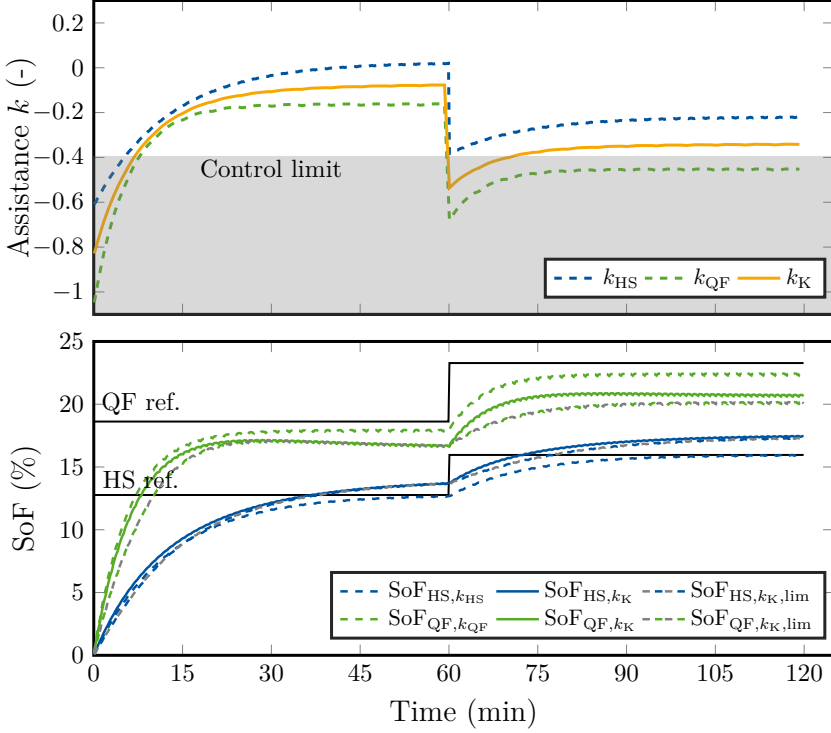 0.2
0
−0.2
−0.4
−0.6
−0.8
−1
Assistance k (-)
Control limit
k_HS k_QF k_K
25
20
15
10
5
0
SoF (%)
QF ref.
HS ref.
SoF_HS,k_HS SoF_HS,k_K SoF_HS,k_K,lim
SoF_QF,k_QF SoF_QF,k_K SoF_QF,k_K,lim
0 15 30 45 60 75 90 105 120
Time (min)